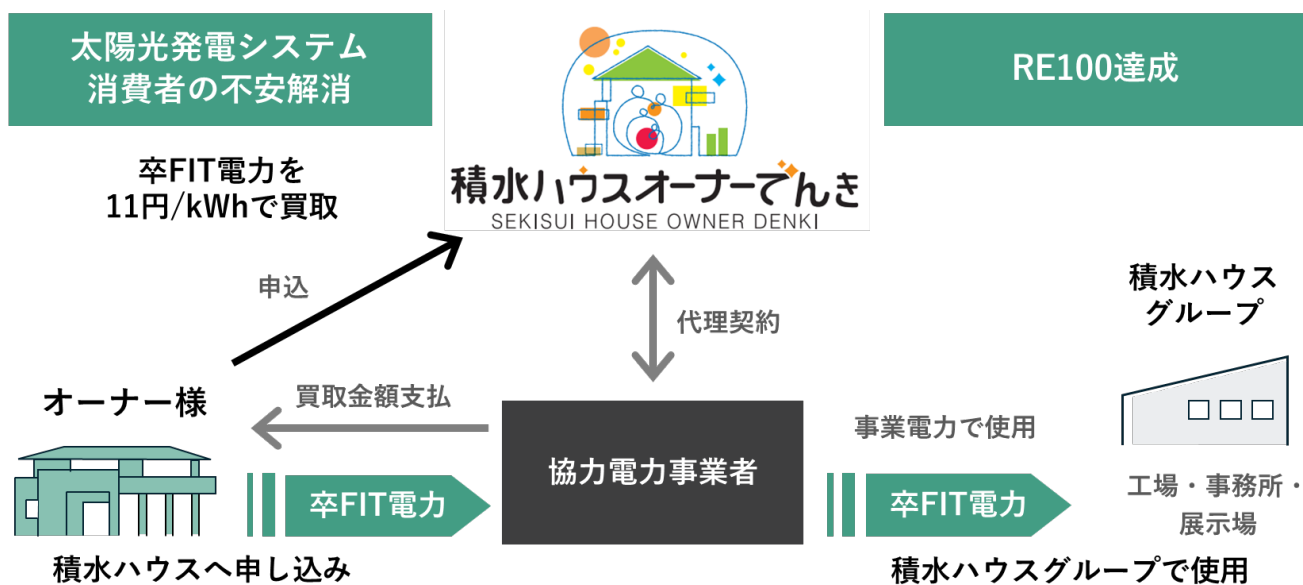 太陽光発電システム
消費者の不安解消
卒FIT電力を
11円/kWhで買取
積水ハウスオーナーでんき
SEKISUI HOUSE OWNER DENKI
RE100達成
申込
代理契約
積水ハウス
グループ
オーナー様
買取金額支払
卒FIT電力
積水ハウスへ申し込み
協力電力事業者
事業電力で使用
卒FIT電力
工場・事務所・
展示場
積水ハウスグループで使用